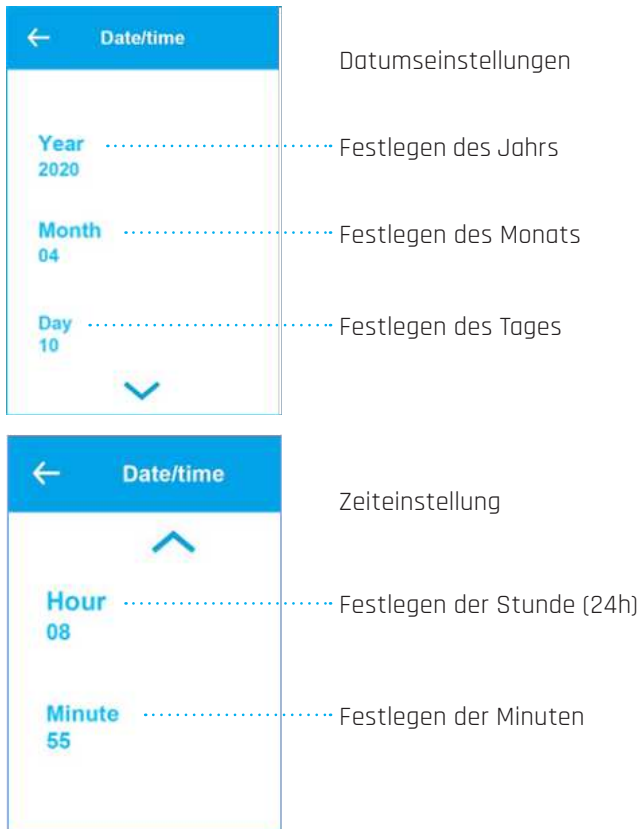 Date/time
Datumseinstellungen
Year
Festlegen des Jahrs
2020
Month
Festlegen des Monats
04
Day
Festlegen des Tages
10
Date/time
Zeiteinstellung
Hour
Festlegen der Stunde (24h)
08
Minute
Festlegen der Minuten
55